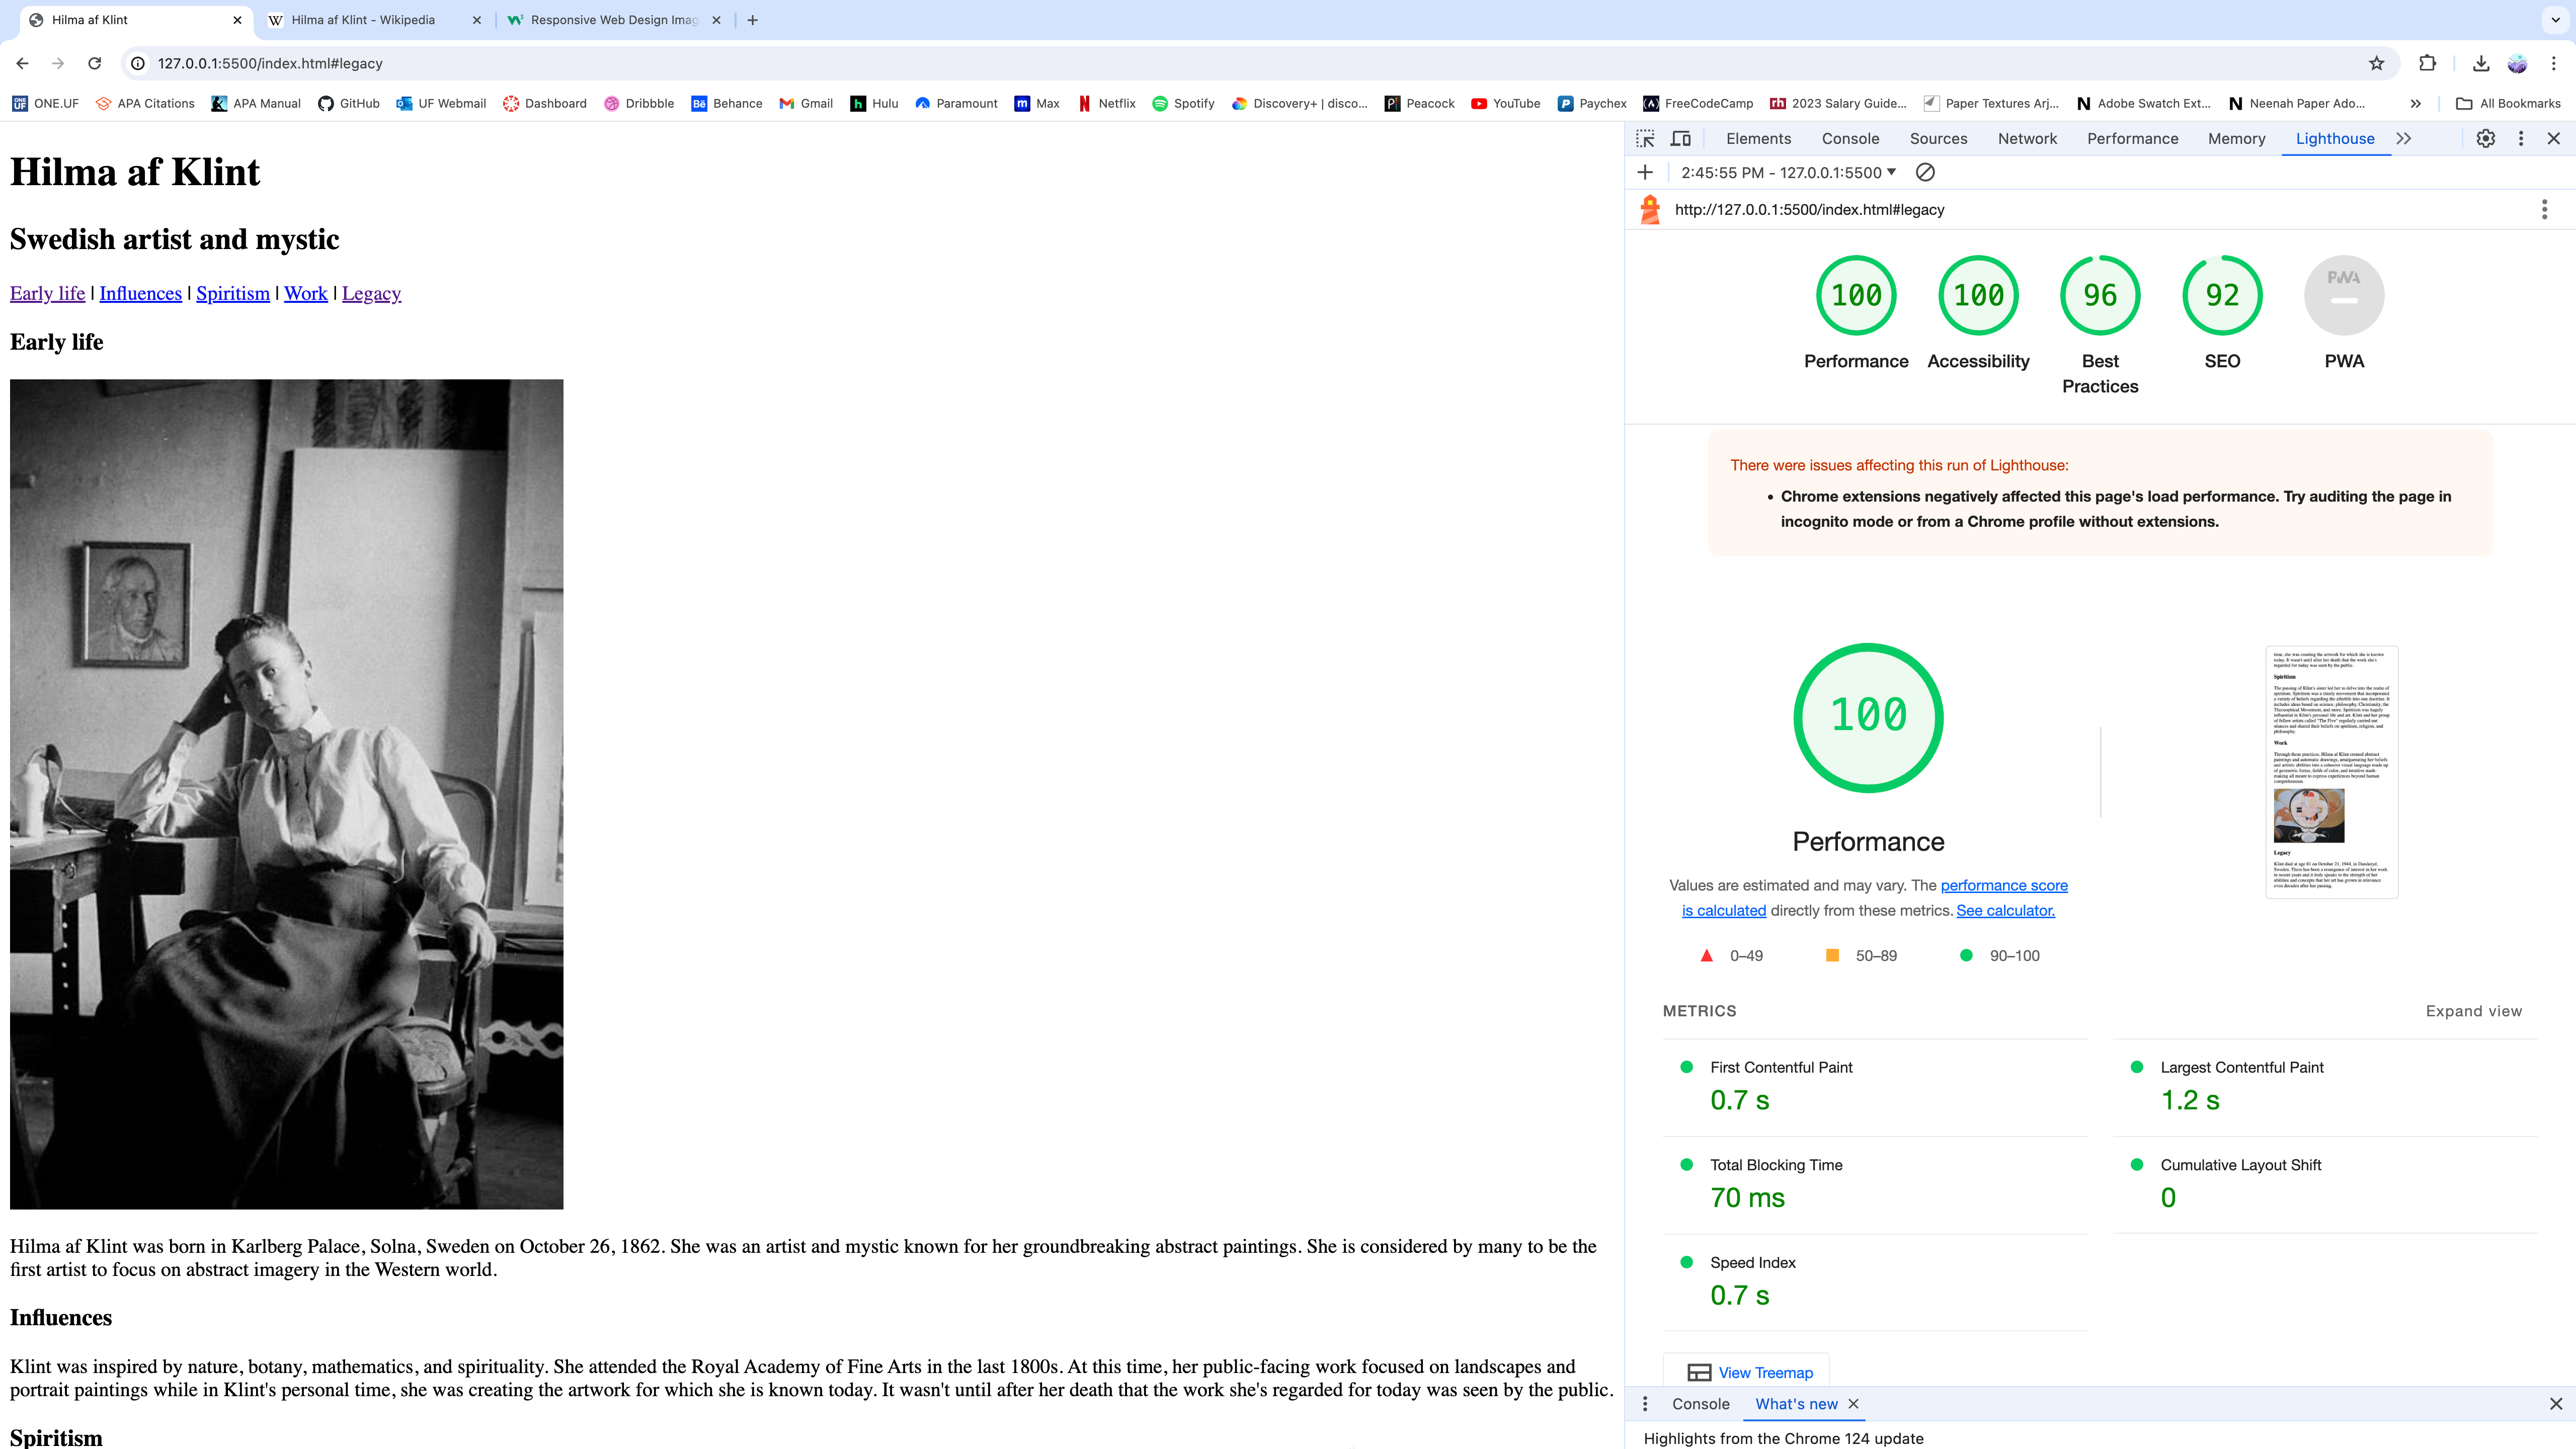 Hilma af Klint
Hilma af Klint - Wikipedia
Responsive Web Design Imag
127.0.0.1:5500/index.html#legacy
ONE.UF APA Citations APA Manual GitHub UF Webmail Dashboard Dribbble Behance Gmail Hulu Paramount Max Netflix Spotify Discovery+ | disco... Peacock YouTube Paychex FreeCodeCamp 2023 Salary Guide... Paper Textures Arj... Adobe Swatch Ext... Neenah Paper Ado... All Bookmarks
Hilma af Klint
Swedish artist and mystic
Early life | Influences | Spiritism | Work | Legacy
Early life
Hilma af Klint was born in Karlberg Palace, Solna, Sweden on October 26, 1862. She was an artist and mystic known for her groundbreaking abstract paintings. She is considered by many to be the
first artist to focus on abstract imagery in the Western world.
Influences
Klint was inspired by nature, botany, mathematics, and spirituality. She attended the Royal Academy of Fine Arts in the last 1800s. At this time, her public-facing work focused on landscapes and
portrait paintings while in Klint's personal time, she was creating the artwork for which she is known today. It wasn't until after her death that the work she's regarded for today was seen by the public.
Spiritism
Elements Console Sources Network Performance Memory Lighthouse
2:45:55 PM - 127.0.0.1:5500
http://127.0.0.1:5500/index.html#legacy
100 100 96 92 PWA
Performance Accessibility Best SEO PWA
Practices
There were issues affecting this run of Lighthouse:
Chrome extensions negatively affected this page's load performance. Try auditing the page in
incognito mode or from a Chrome profile without extensions.
100
Performance
Values are estimated and may vary. The performance score
is calculated directly from these metrics. See calculator.
0–49 50–89 90–100
Spiritism
Work
Legacy
METRICS Expand view
First Contentful Paint
0.7 s
Largest Contentful Paint
1.2 s
Total Blocking Time
70 ms
Cumulative Layout Shift
0
Speed Index
0.7 s
View Treemap
Console What's new
Highlights from the Chrome 124 update